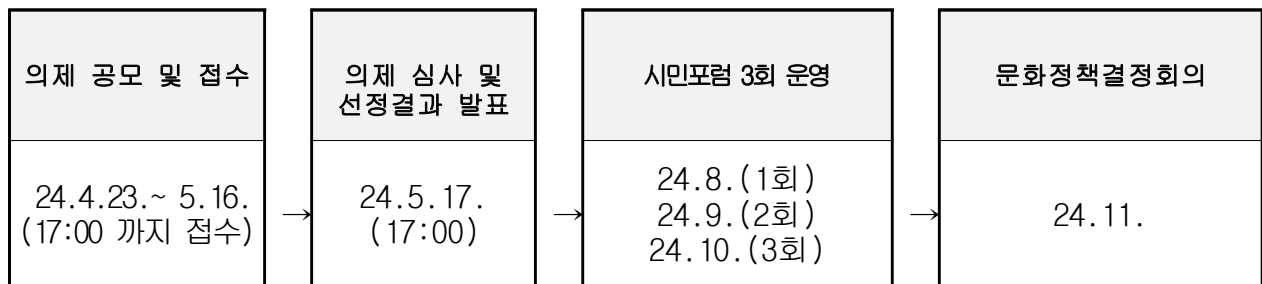 의제 공모 및 접수
의제 심사 및
선정결과 발표
시민포럼 3회 운영
문화정책결정회의
24.4.23.~ 5.16.
(17:00 까지 접수)
→
24.5.17.
(17:00)
→
24.8.(1회)
24.9.(2회)
24.10.(3회)
→
24.11.